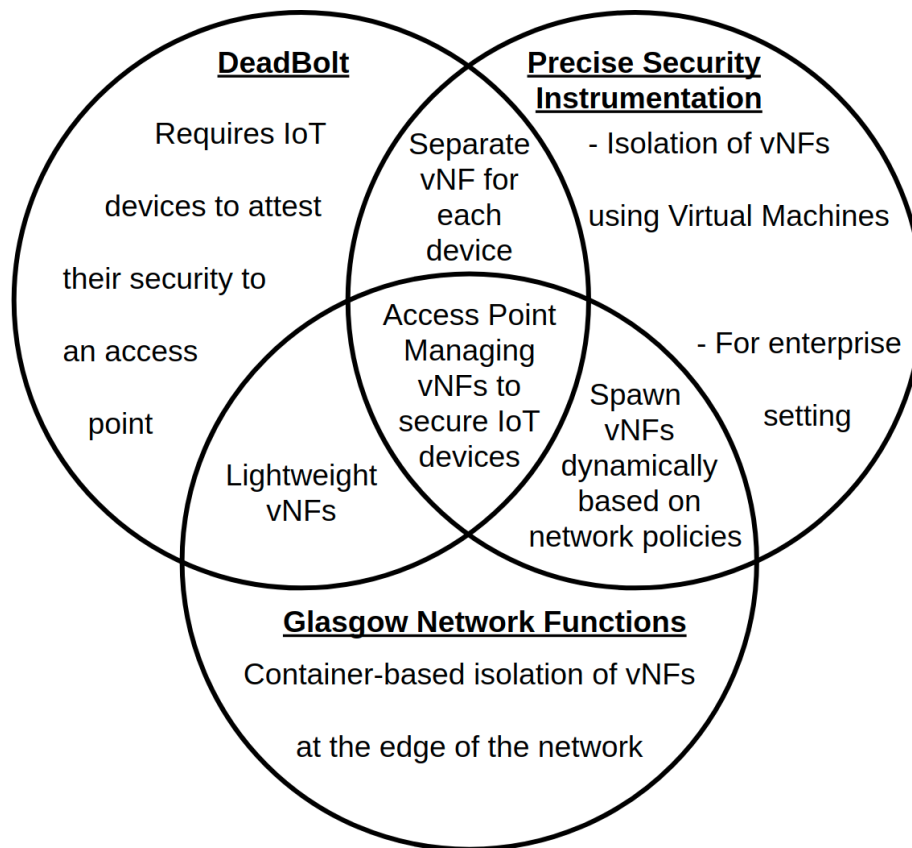 DeadBolt
Requires IoT
devices to attest
their security to
an access
point
Separate
vNF for
each
device
Precise Security
Instrumentation
- Isolation of vNFs
using Virtual Machines
- For enterprise
setting
Access Point
Managing
vNFs to
secure IoT
devices
Lightweight
vNFs
Spawn
vNFs
dynamically
based on
network policies
Glasgow Network Functions
Container-based isolation of vNFs
at the edge of the network